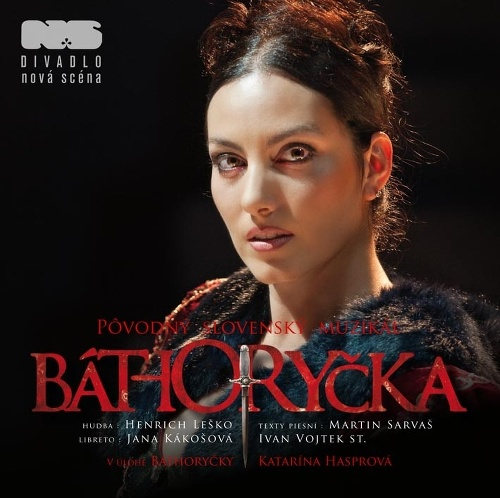 NS
DIVADLO
nová scéna
PÔVODNÝ SLOVENSKÝ MUZIKÁL
BÁTHORYČKA
HUDBA : HENRICH LEŠKO
LIBRETO : JANA KÁKOŠOVÁ
TEXTY PIESNÍ : MARTIN SARVAŠ
IVAN VOJTEK ST.
V ÚLOHE BÁTHORYČKY KATARÍNA HASPROVÁ